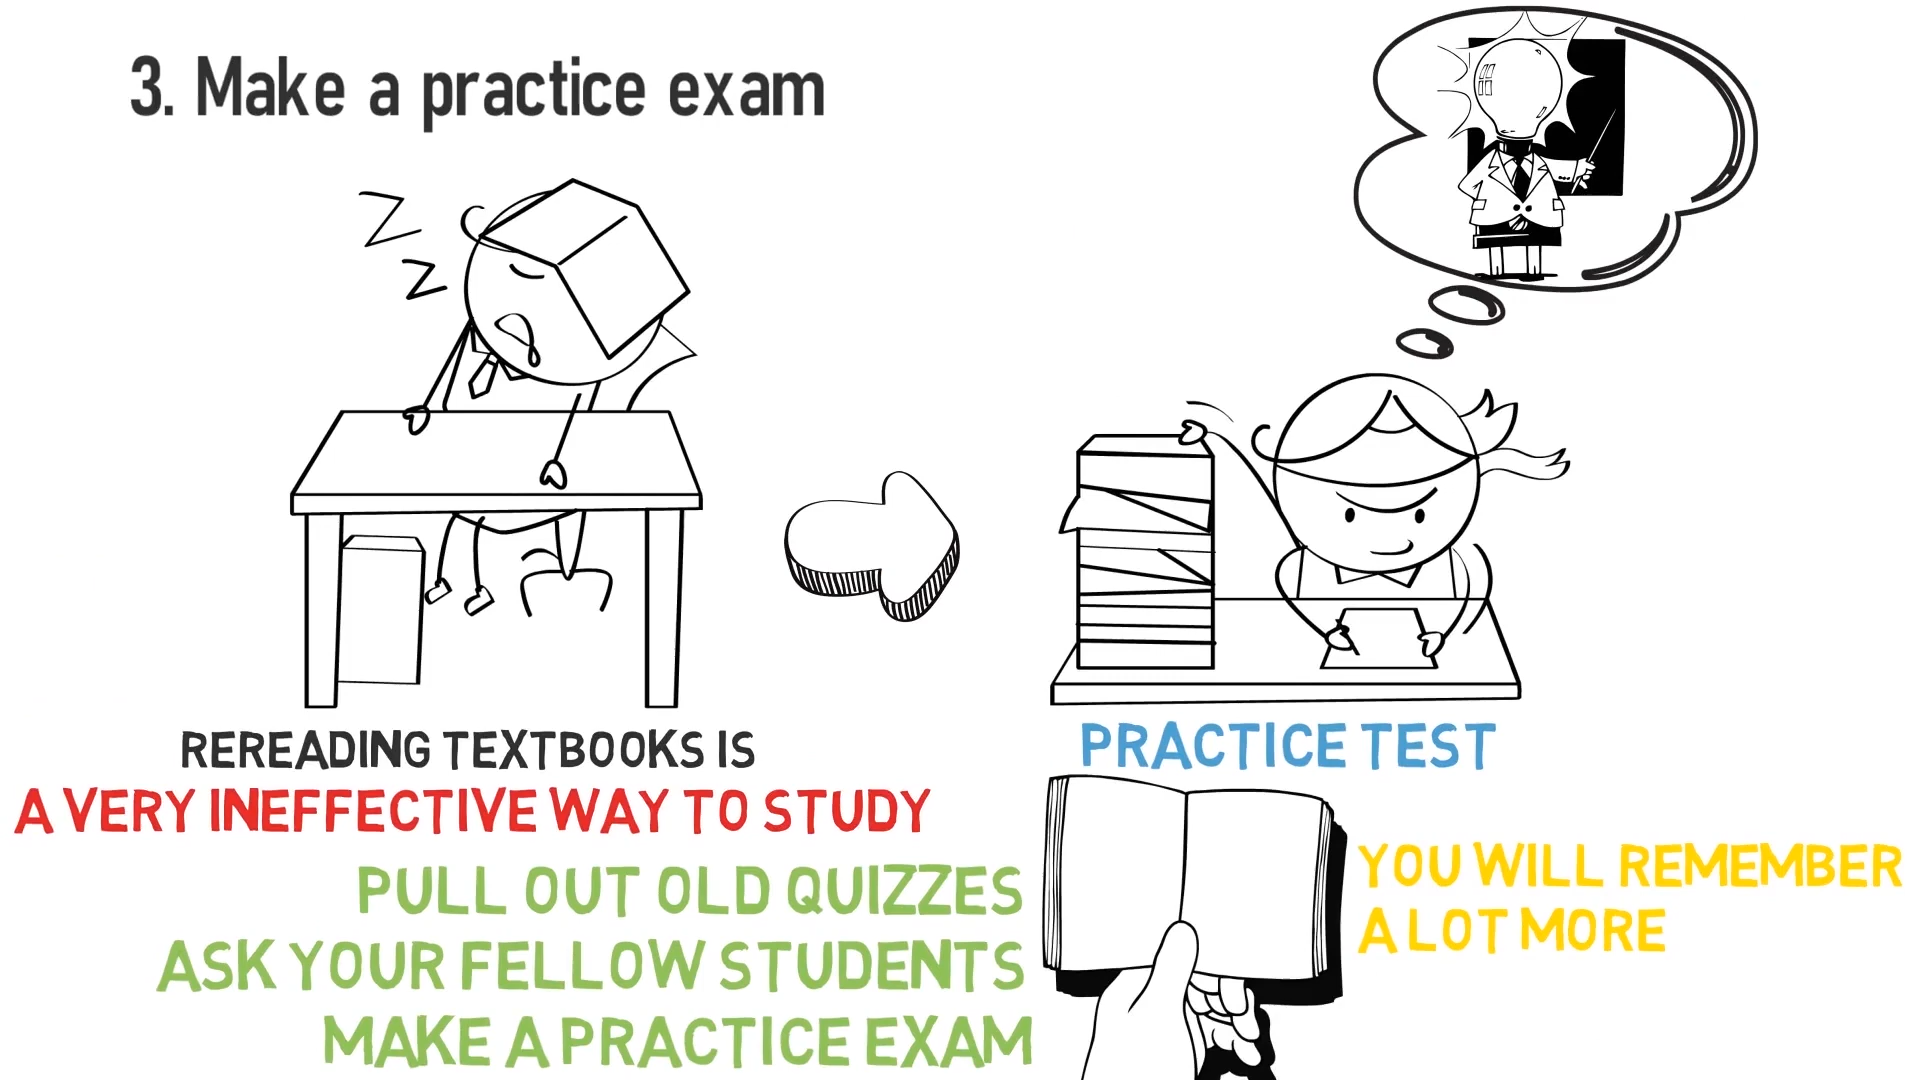 3. Make a practice exam
Z
Z
REREADING TEXTBOOKS IS
A VERY INEFFECTIVE WAY TO STUDY
PRACTICE TEST
PULL OUT OLD QUIZZES
ASK YOUR FELLOW STUDENTS
MAKE A PRACTICE EXAM
YOU WILL REMEMBER
A LOT MORE